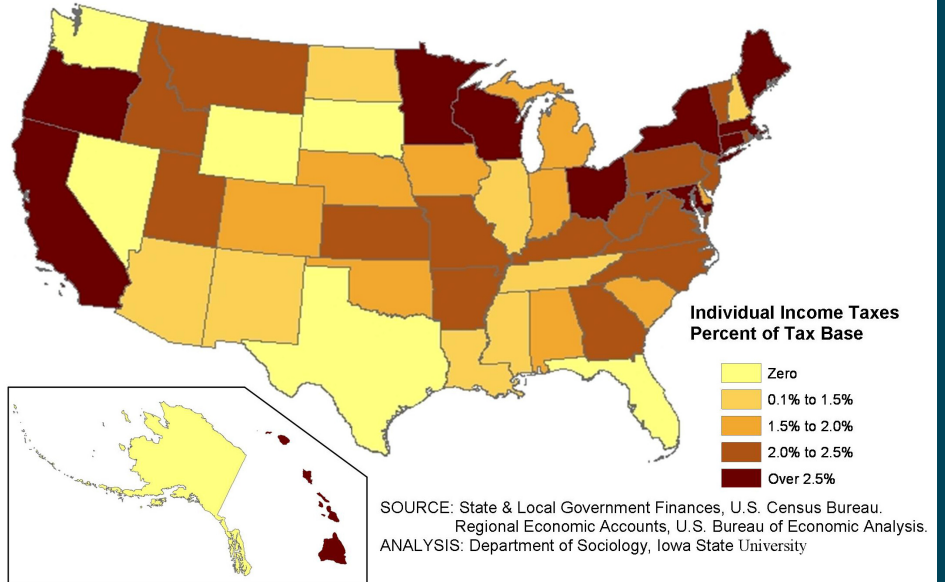 Individual Income Taxes
Percent of Tax Base
Zero
0.1% to 1.5%
1.5% to 2.0%
2.0% to 2.5%
Over 2.5%
SOURCE: State & Local Government Finances, U.S. Census Bureau.
Regional Economic Accounts, U.S. Bureau of Economic Analysis.
ANALYSIS: Department of Sociology, Iowa State University